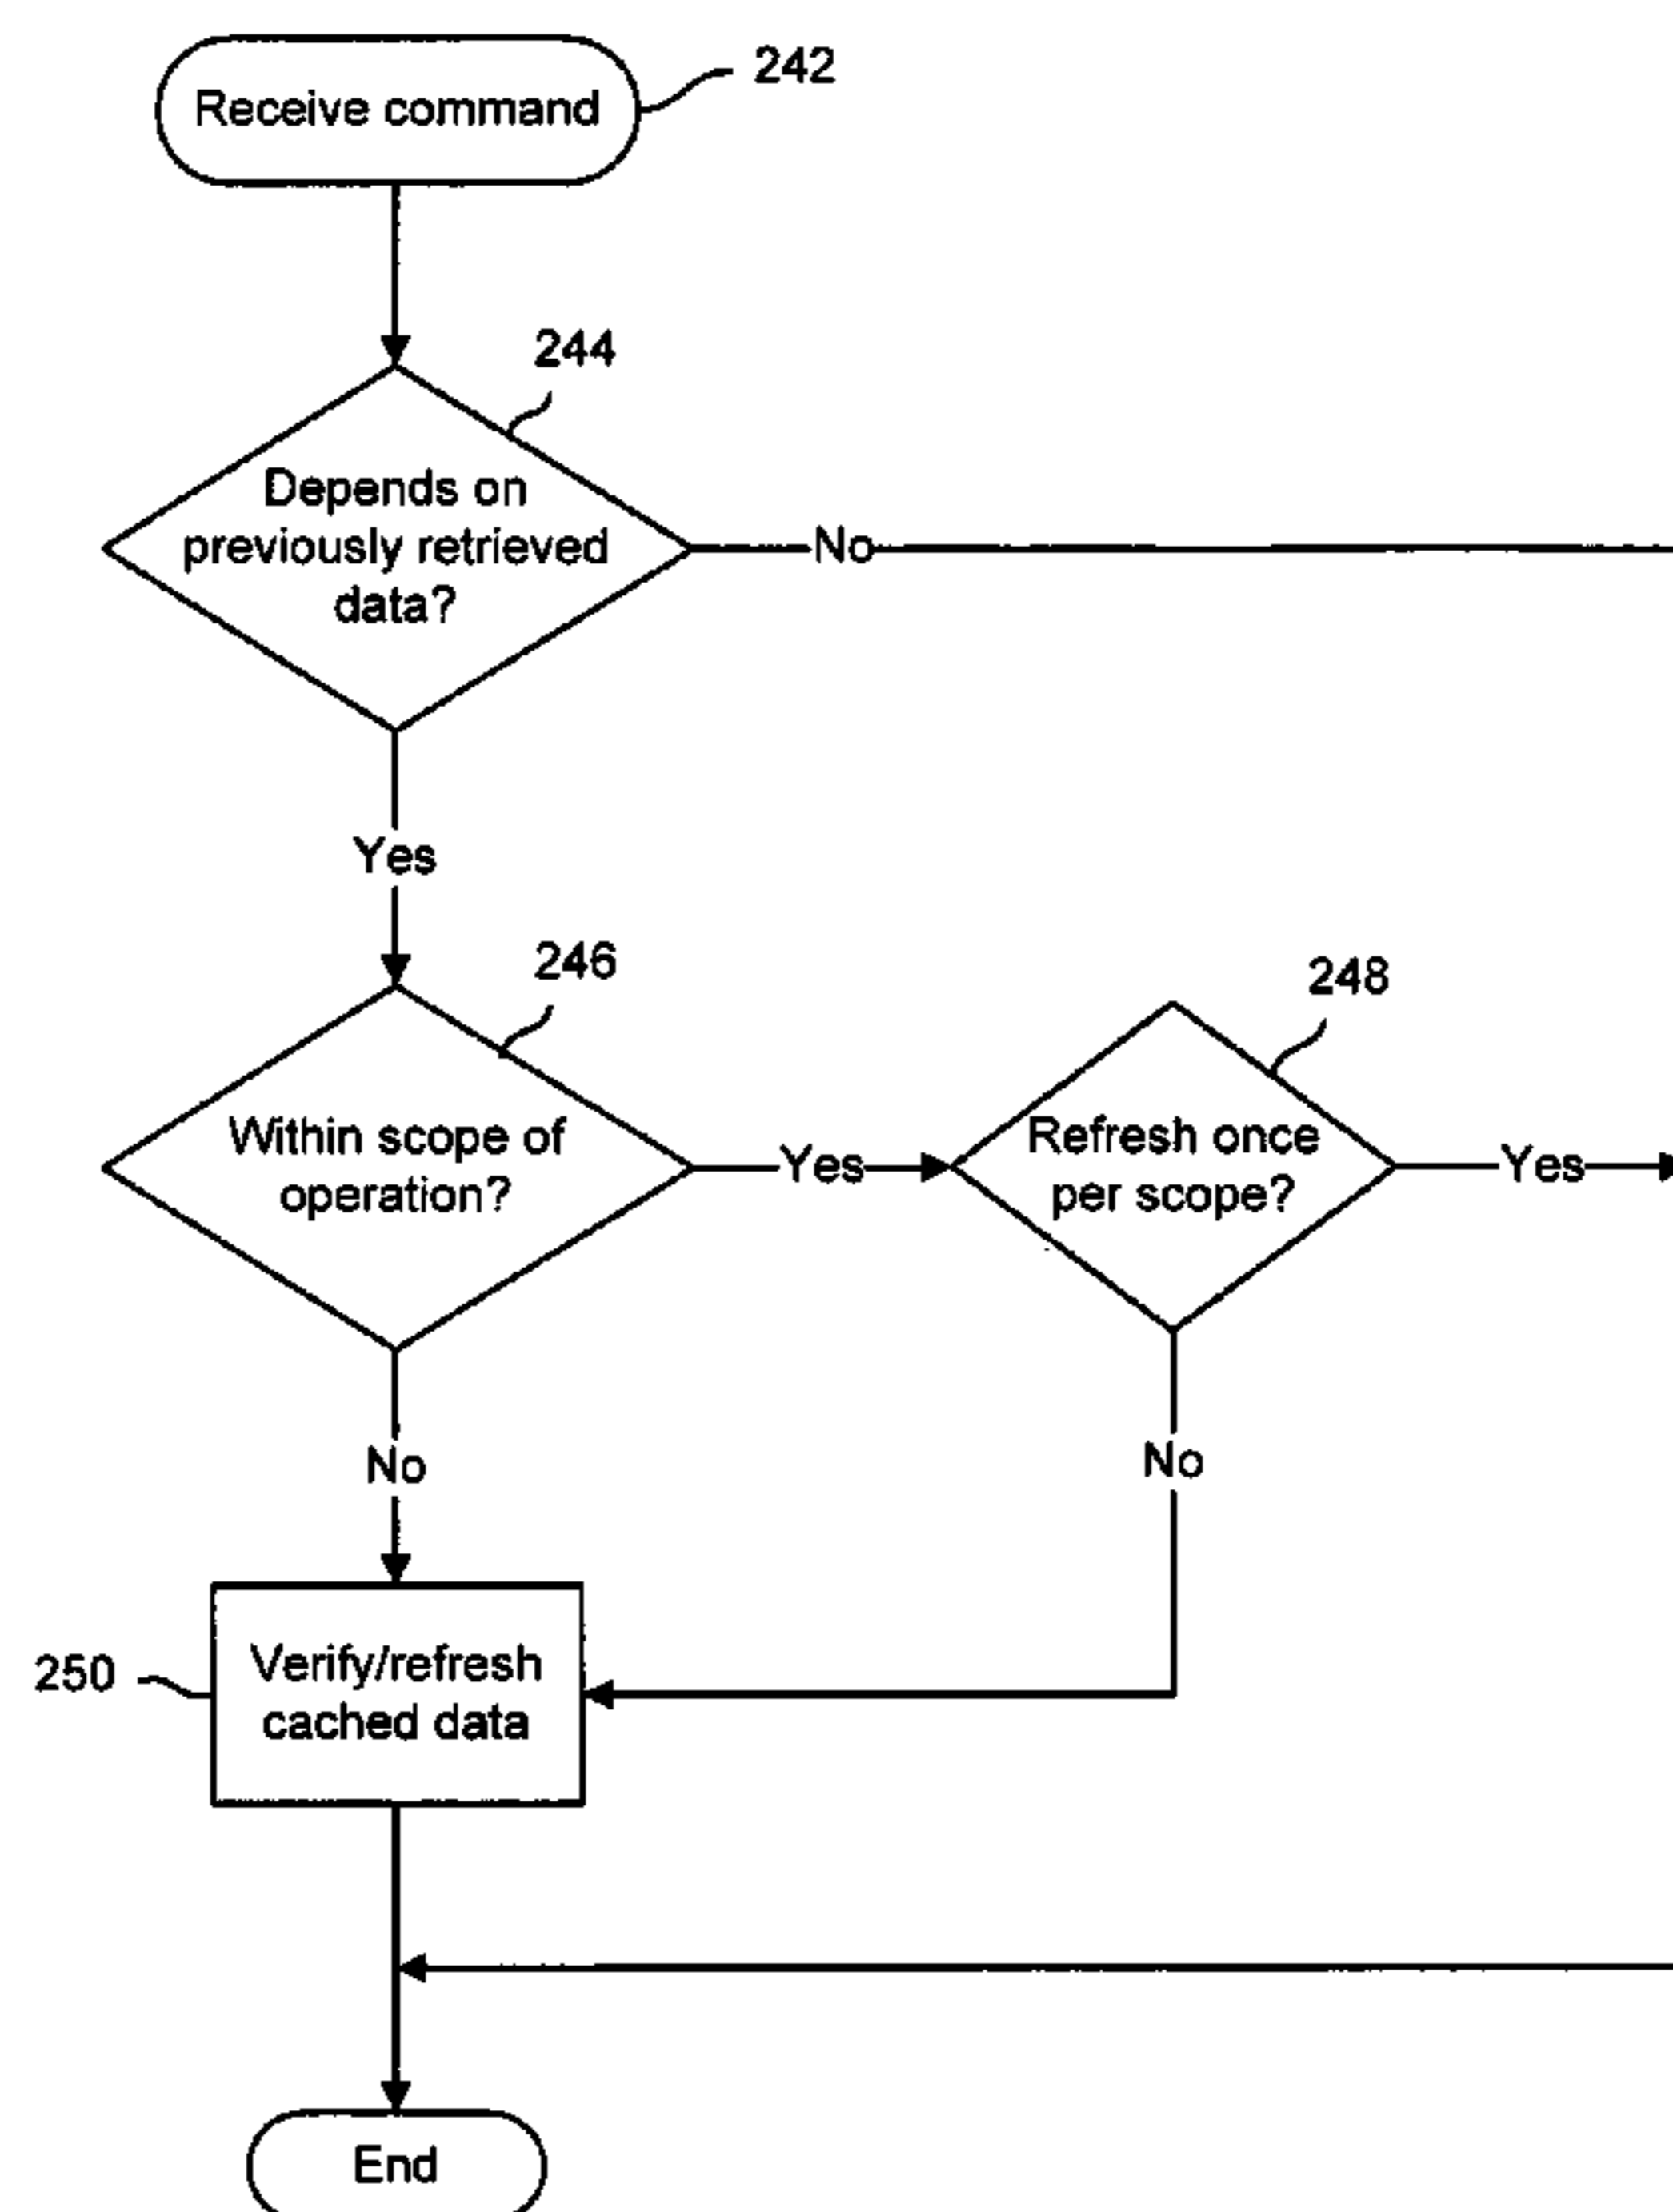 Receive command
242
244
Depends on
previously retrieved
data?
No
Yes
246
248
Within scope of
operation?
Yes
Refresh once
per scope?
Yes
No
No
250
Verify/refresh
cached data
End